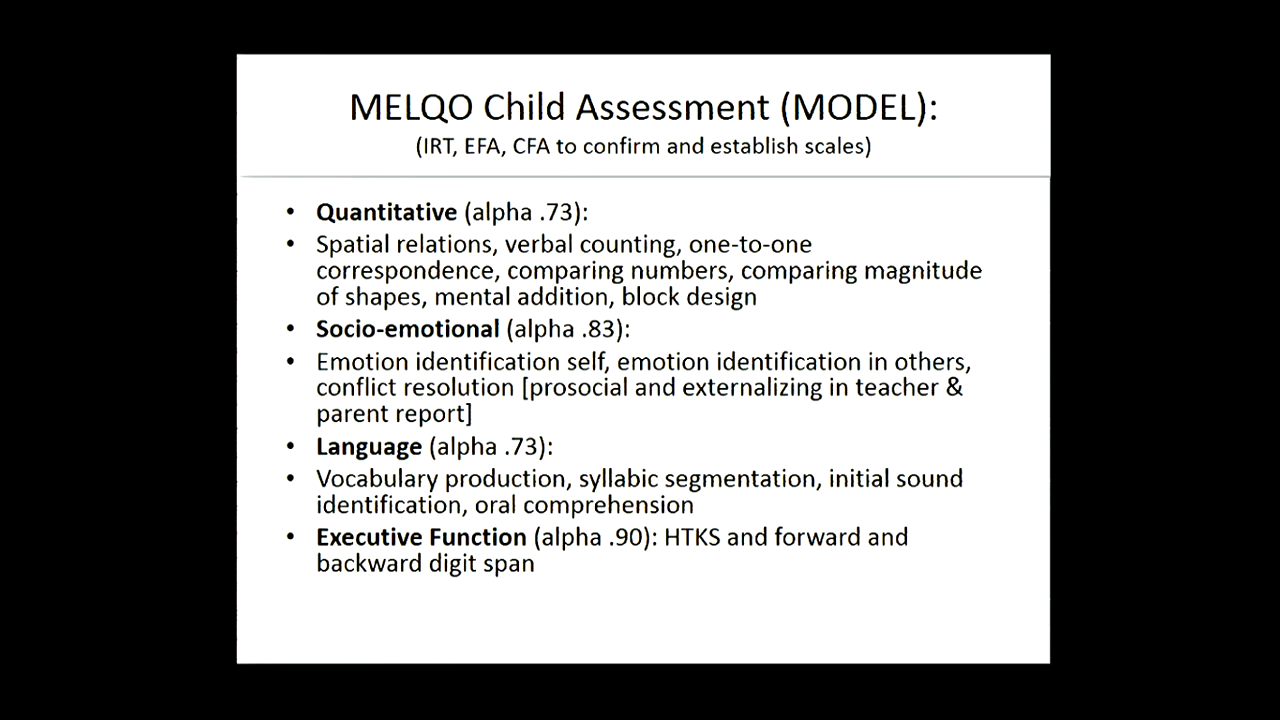 MELQO Child Assessment (MODEL):
(IRT, EFA, CFA to confirm and establish scales)
• Quantitative (alpha .73):
• Spatial relations, verbal counting, one-to-one
correspondence, comparing numbers, comparing magnitude
of shapes, mental addition, block design
• Socio-emotional (alpha .83):
• Emotion identification self, emotion identification in others,
conflict resolution [prosocial and externalizing in teacher &
parent report]
• Language (alpha .73):
• Vocabulary production, syllabic segmentation, initial sound
identification, oral comprehension
• Executive Function (alpha .90): HTKS and forward and
backward digit span